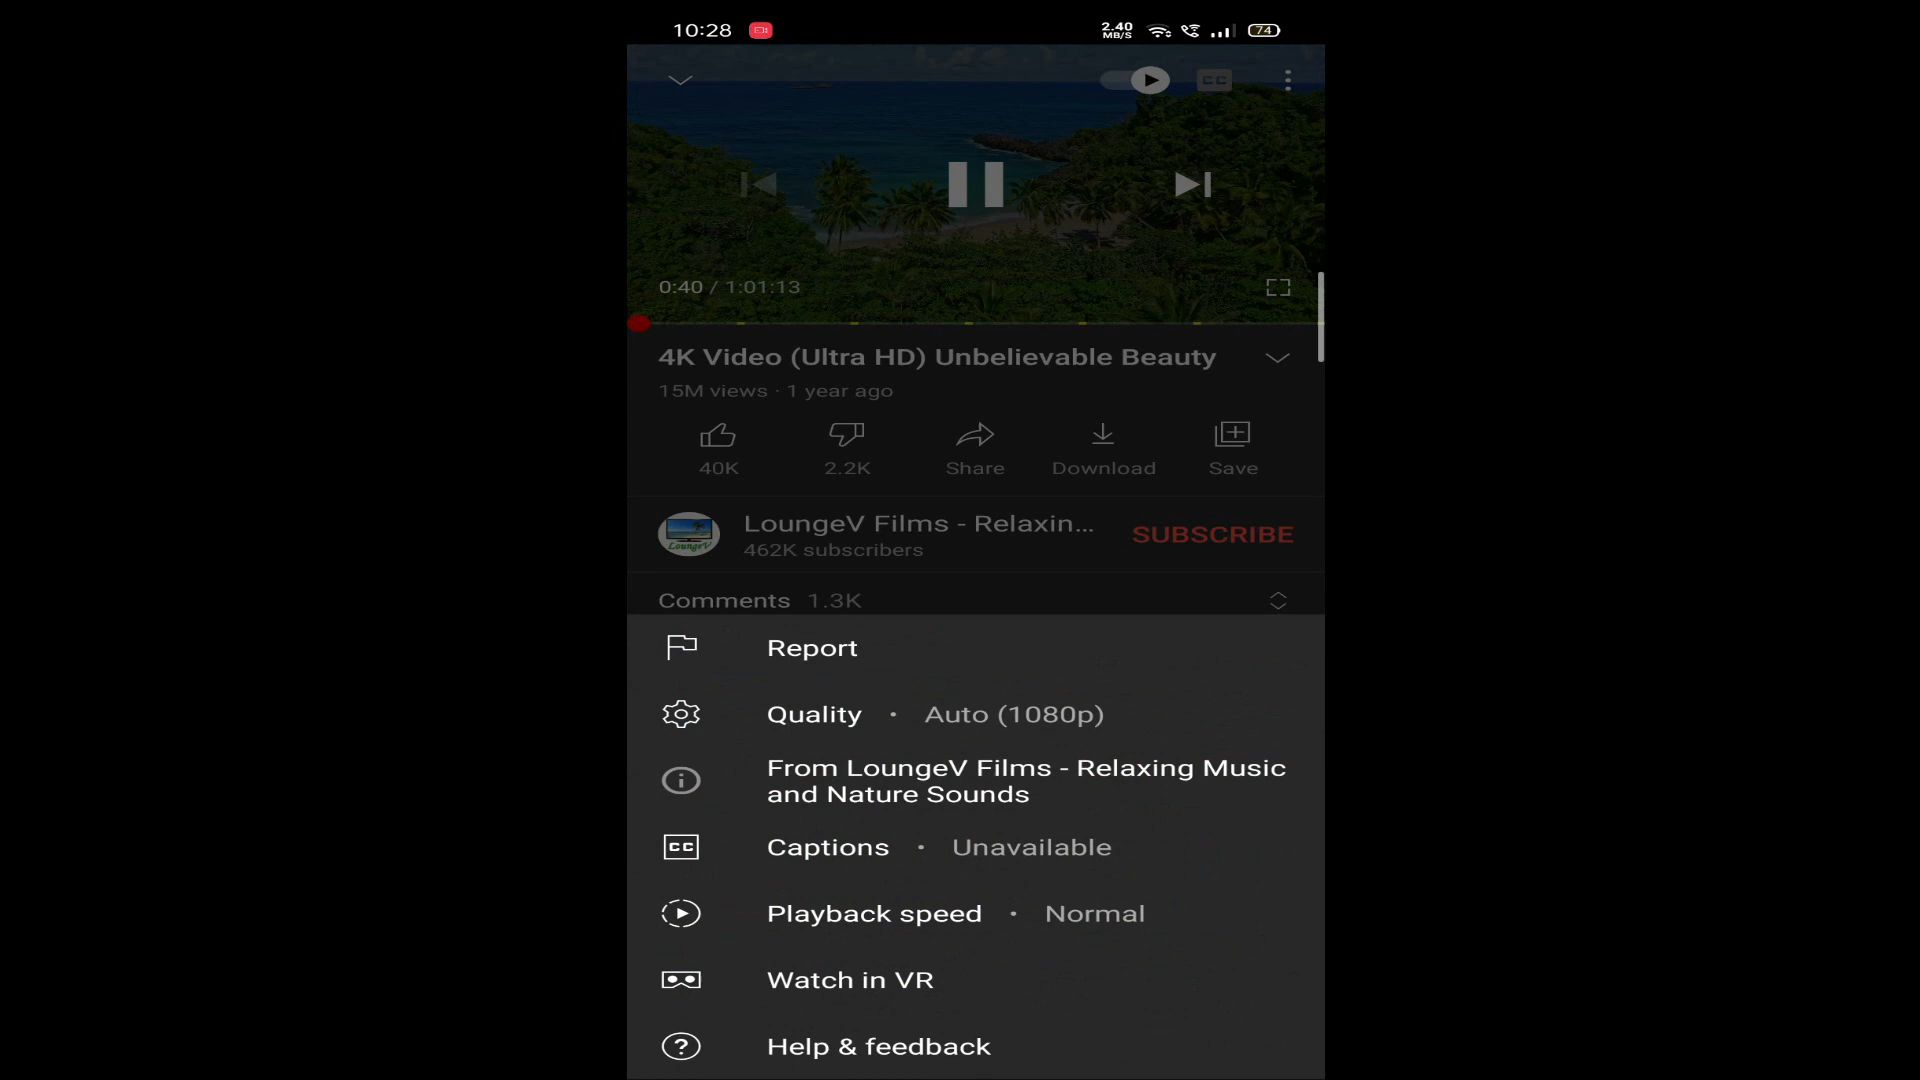 10:28
2.40
MB/S
74
CC
0:40 / 1:01:13
4K Video (Ultra HD) Unbelievable Beauty
15M views · 1 year ago
40K
2.2K
Share
Download
Save
LoungeV
LoungeV Films - Relaxin...
SUBSCRIBE
462K subscribers
Comments 1.3K
Report
Quality · Auto (1080p)
From LoungeV Films - Relaxing Music
and Nature Sounds
CC
Captions · Unavailable
Playback speed · Normal
Watch in VR
Help & feedback